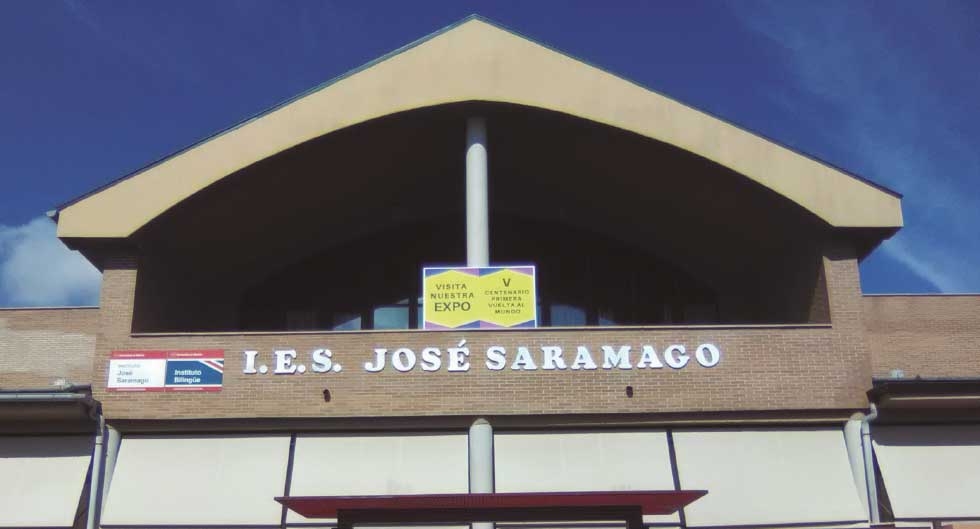 VISITA
NUESTRA
EXPO
V
CENTENARIO
PRIMERA
VUELTA AL
MUNDO
I.E.S. JOSÉ SARAMAGO
Instituto
José
Saramago
Instituto
Bilingüe